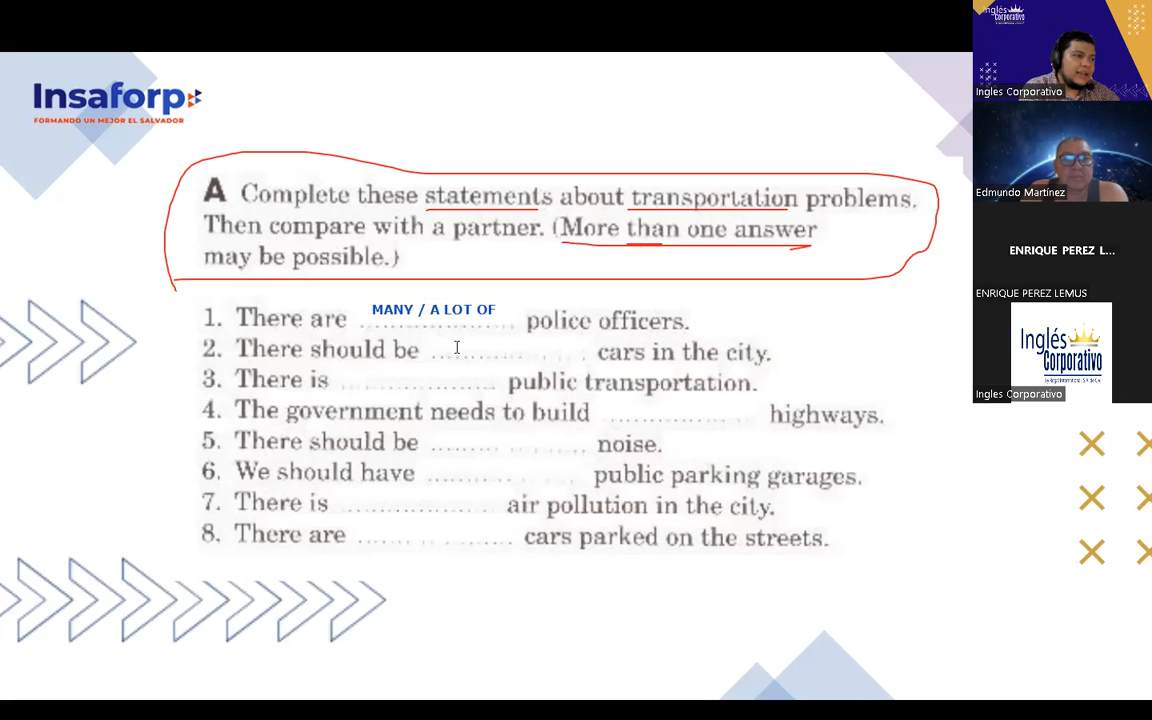 Insaforp
FORMANDO UN MEJOR EL SALVADOR
A Complete these statements about transportation problems.
Then compare with a partner. (More than one answer
may be possible.)
1. There are MANY / A LOT OF police officers.
2. There should be .................... cars in the city.
3. There is .................... public transportation.
4. The government needs to build .................... highways.
5. There should be .................... noise.
6. We should have .................... public parking garages.
7. There is .................... air pollution in the city.
8. There are .................... cars parked on the streets.
Inglés
Corporativo
Ingles Corporativo
Edmundo Martínez
ENRIQUE PEREZ L...
ENRIQUE PEREZ LEMUS
Inglés
Corporativo
Ingles Corporativo